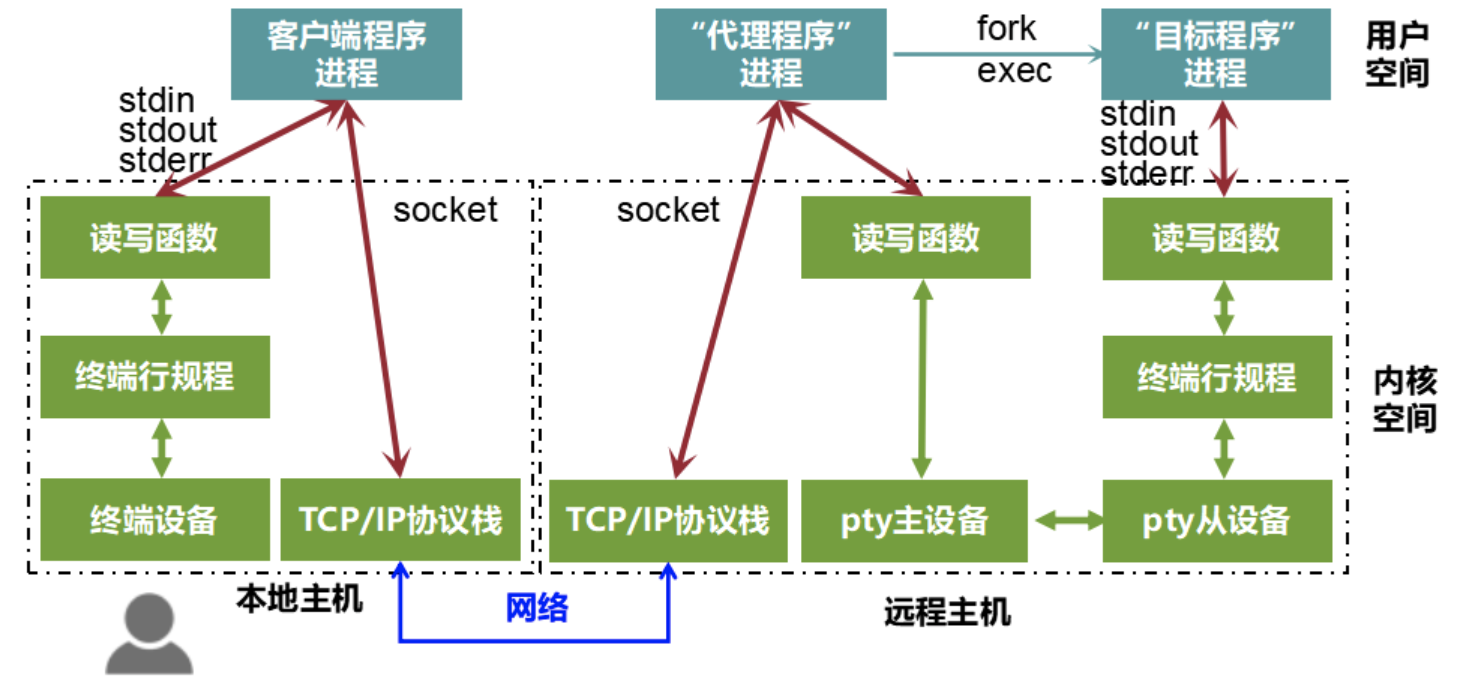 客户端程序
进程
“代理程序”
进程
fork
exec
“目标程序”
进程
用户
空间
stdin
stdout
stderr
stdin
stdout
stderr
socket
socket
读写函数
读写函数
读写函数
终端行规程
终端行规程
内核
空间
终端设备
TCP/IP协议栈
TCP/IP协议栈
pty主设备
pty从设备
本地主机
网络
远程主机